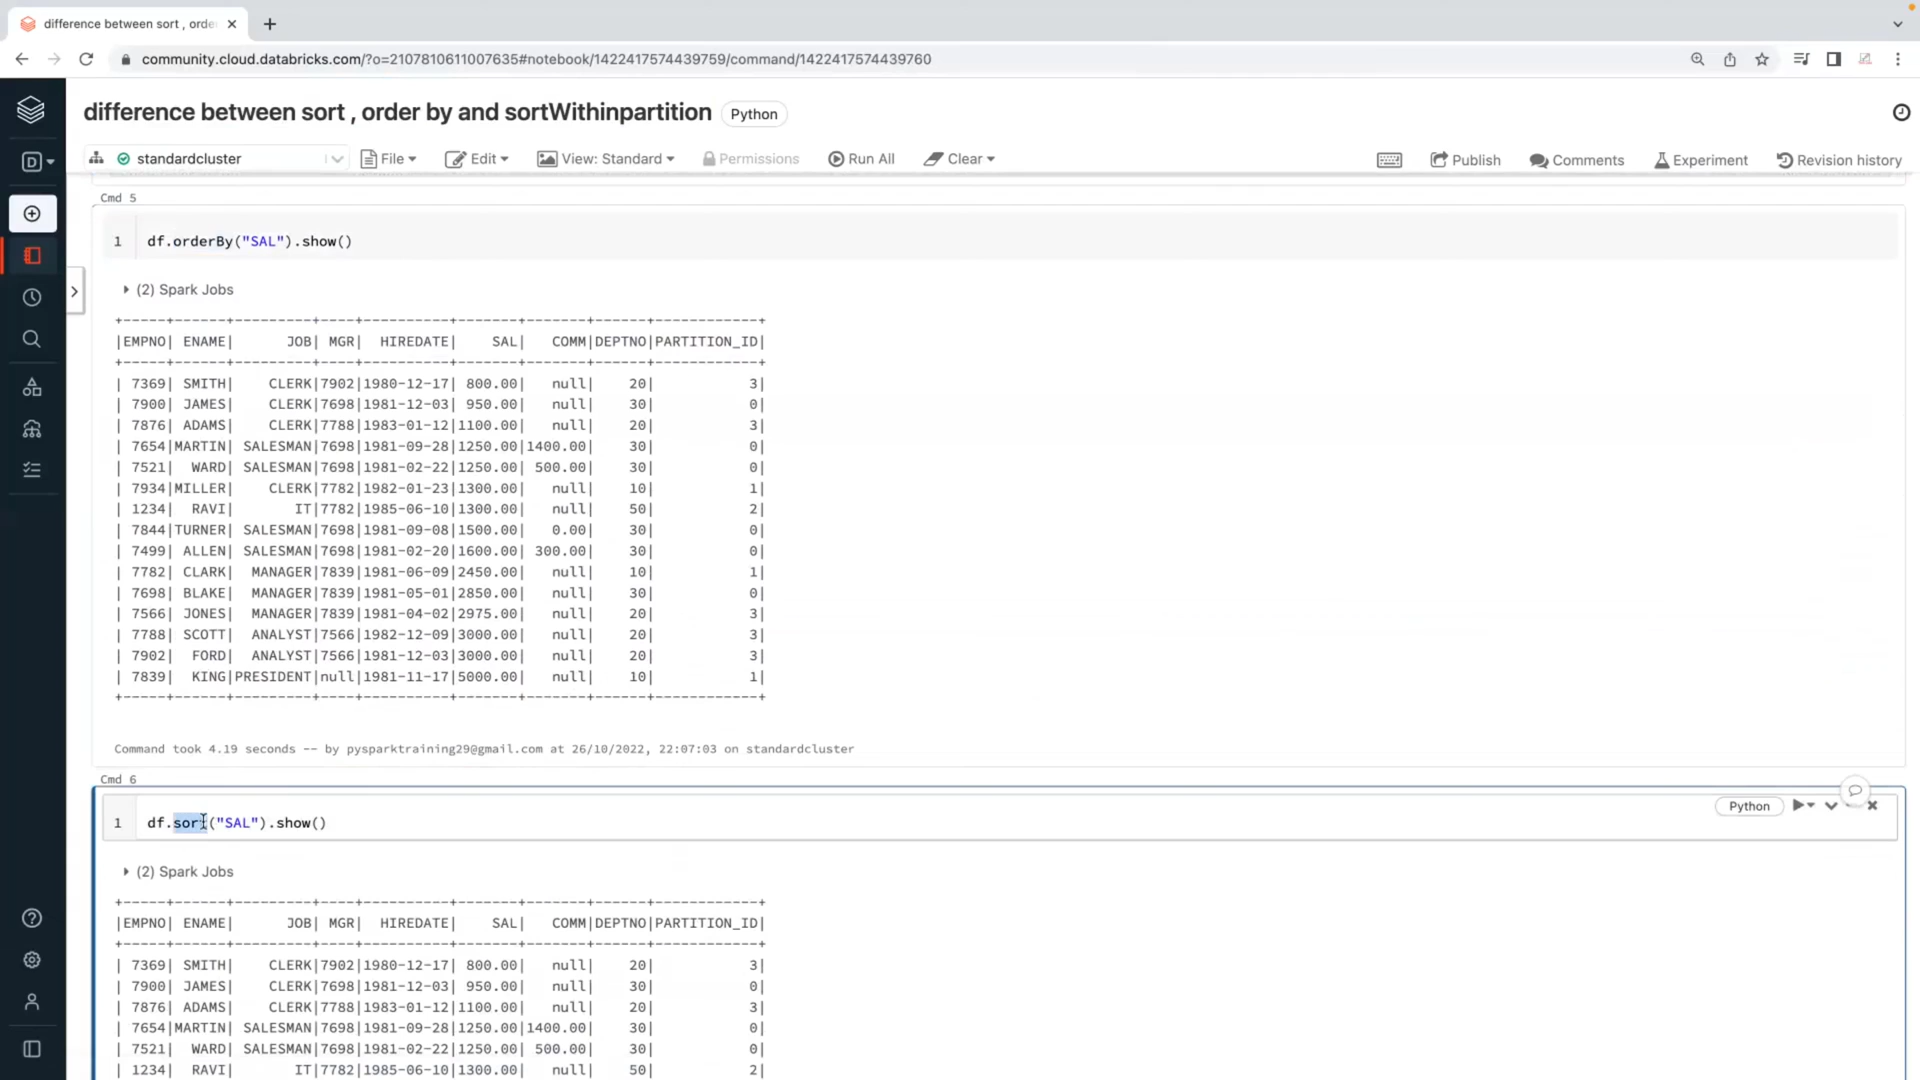 difference between sort , orde
community.cloud.databricks.com/?o=2107810611007635#notebook/1422417574439759/command/1422417574439760
difference between sort , order by and sortWithinpartition Python
D standardcluster File Edit View: Standard Permissions Run All Clear Publish Comments Experiment Revision history
Cmd 5
1 df.orderBy("SAL").show()
(2) Spark Jobs
+-----+------+---------+----+----------+-------+-------+------+------------+
|EMPNO| ENAME|      JOB| MGR|  HIREDATE|    SAL|   COMM|DEPTNO|PARTITION_ID|
+-----+------+---------+----+----------+-------+-------+------+------------+
| 7369| SMITH|    CLERK|7902|1980-12-17| 800.00|   null|    20|           3|
| 7900| JAMES|    CLERK|7698|1981-12-03| 950.00|   null|    30|           0|
| 7876| ADAMS|    CLERK|7788|1983-01-12|1100.00|   null|    20|           3|
| 7654|MARTIN| SALESMAN|7698|1981-09-28|1250.00|1400.00|    30|           0|
| 7521|  WARD| SALESMAN|7698|1981-02-22|1250.00| 500.00|    30|           0|
| 7934|MILLER|    CLERK|7782|1982-01-23|1300.00|   null|    10|           1|
| 1234|  RAVI|       IT|7782|1985-06-10|1300.00|   null|    50|           2|
| 7844|TURNER| SALESMAN|7698|1981-09-08|1500.00|   0.00|    30|           0|
| 7499| ALLEN| SALESMAN|7698|1981-02-20|1600.00| 300.00|    30|           0|
| 7782| CLARK|  MANAGER|7839|1981-06-09|2450.00|   null|    10|           1|
| 7698| BLAKE|  MANAGER|7839|1981-05-01|2850.00|   null|    30|           0|
| 7566| JONES|  MANAGER|7839|1981-04-02|2975.00|   null|    20|           3|
| 7788| SCOTT|  ANALYST|7566|1982-12-09|3000.00|   null|    20|           3|
| 7902|  FORD|  ANALYST|7566|1981-12-03|3000.00|   null|    20|           3|
| 7839|  KING|PRESIDENT|null|1981-11-17|5000.00|   null|    10|           1|
+-----+------+---------+----+----------+-------+-------+------+------------+
Command took 4.19 seconds -- by pysparktraining29@gmail.com at 26/10/2022, 22:07:03 on standardcluster
Cmd 6
Python
1 df.sort("SAL").show()
(2) Spark Jobs
+-----+------+---------+----+----------+-------+-------+------+------------+
|EMPNO| ENAME|      JOB| MGR|  HIREDATE|    SAL|   COMM|DEPTNO|PARTITION_ID|
+-----+------+---------+----+----------+-------+-------+------+------------+
| 7369| SMITH|    CLERK|7902|1980-12-17| 800.00|   null|    20|           3|
| 7900| JAMES|    CLERK|7698|1981-12-03| 950.00|   null|    30|           0|
| 7876| ADAMS|    CLERK|7788|1983-01-12|1100.00|   null|    20|           3|
| 7654|MARTIN| SALESMAN|7698|1981-09-28|1250.00|1400.00|    30|           0|
| 7521|  WARD| SALESMAN|7698|1981-02-22|1250.00| 500.00|    30|           0|
| 1234|  RAVI|       IT|7782|1985-06-10|1300.00|   null|    50|           2|